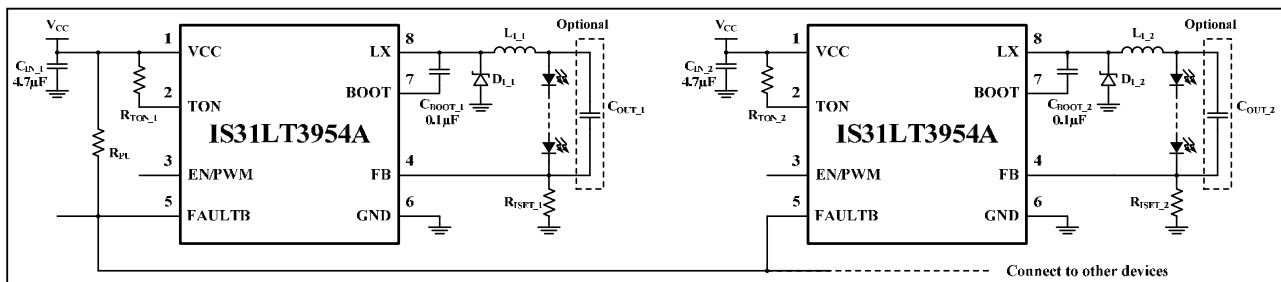 VCC
CIN_1
4.7µF
RTON_1
RPU
1
VCC
2
TON
3
EN/PWM
5
FAULTB
IS31LT3954A
LX
8
BOOT
7
FB
4
GND
6
CBOOT_1
0.1µF
D1_1
L1_1
Optional
COUT_1
RISET_1
VCC
CIN_2
4.7µF
RTON_2
1
VCC
2
TON
3
EN/PWM
5
FAULTB
IS31LT3954A
LX
8
BOOT
7
FB
4
GND
6
CBOOT_2
0.1µF
D1_2
L1_2
Optional
COUT_2
RISET_2
Connect to other devices